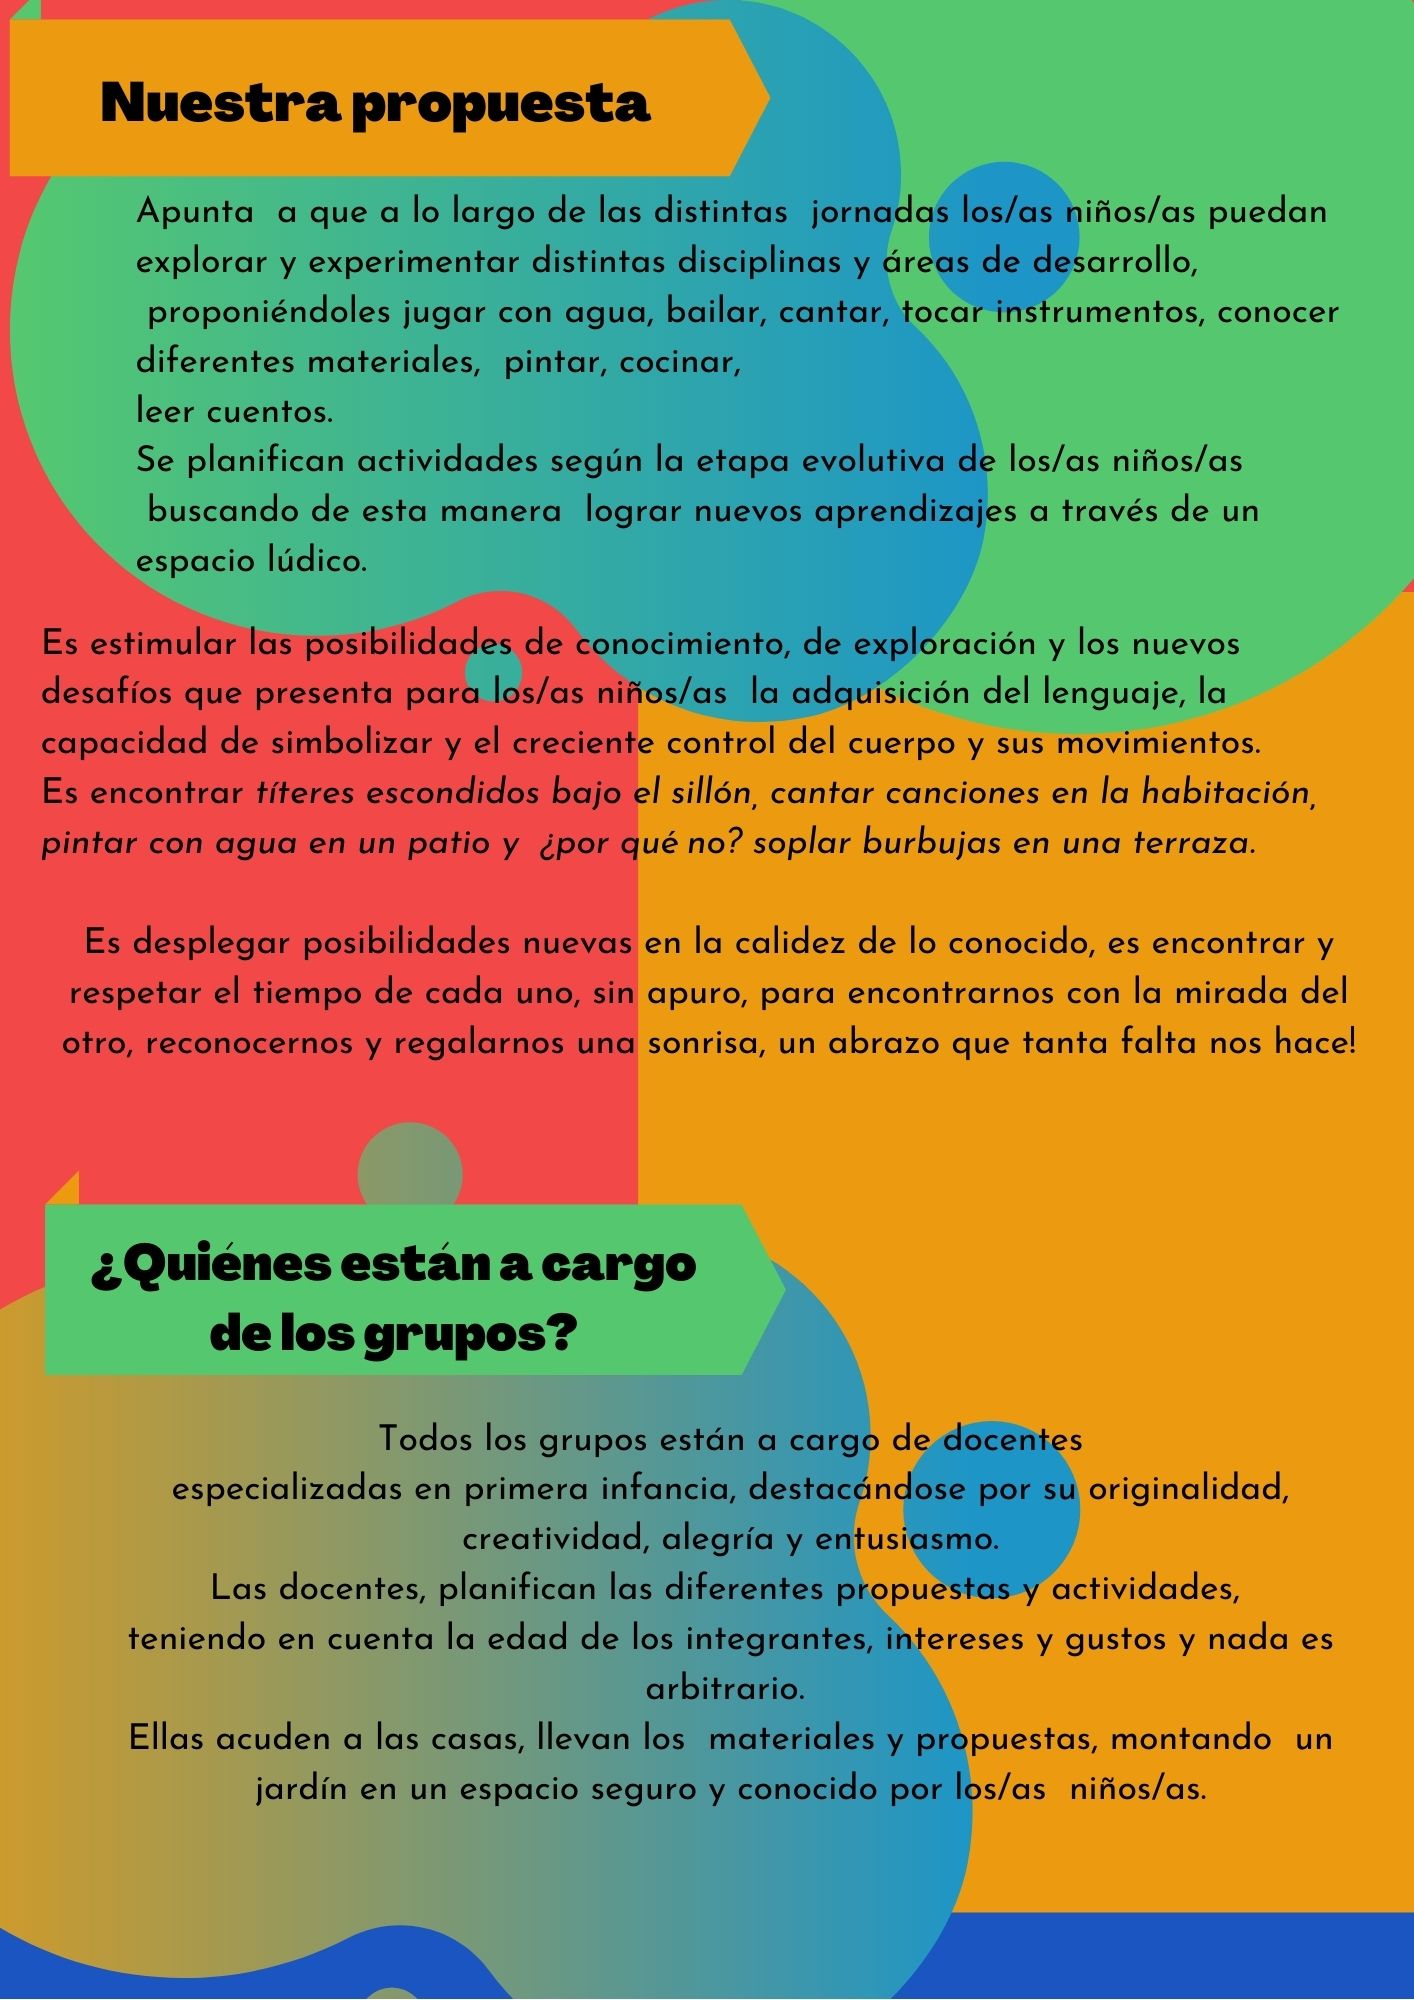 Nuestra propuesta
Apunta  a que a lo largo de las distintas  jornadas los/as niños/as puedan
explorar y experimentar distintas disciplinas y áreas de desarrollo,
proponiéndoles jugar con agua, bailar, cantar, tocar instrumentos, conocer
diferentes materiales,  pintar, cocinar,
leer cuentos.
Se planifican actividades según la etapa evolutiva de los/as niños/as
buscando de esta manera  lograr nuevos aprendizajes a través de un
espacio lúdico.
Es estimular las posibilidades de conocimiento, de exploración y los nuevos
desafíos que presenta para los/as niños/as  la adquisición del lenguaje, la
capacidad de simbolizar y el creciente control del cuerpo y sus movimientos.
Es encontrar títeres escondidos bajo el sillón, cantar canciones en la habitación,
pintar con agua en un patio y  ¿por qué no? soplar burbujas en una terraza.
Es desplegar posibilidades nuevas en la calidez de lo conocido, es encontrar y
respetar el tiempo de cada uno, sin apuro, para encontrarnos con la mirada del
otro, reconocernos y regalarnos una sonrisa, un abrazo que tanta falta nos hace!
¿Quiénes están a cargo
de los grupos?
Todos los grupos están a cargo de docentes
especializadas en primera infancia, destacándose por su originalidad,
creatividad, alegría y entusiasmo.
Las docentes, planifican las diferentes propuestas y actividades,
teniendo en cuenta la edad de los integrantes, intereses y gustos y nada es
arbitrario.
Ellas acuden a las casas, llevan los  materiales y propuestas, montando  un
jardín en un espacio seguro y conocido por los/as  niños/as.